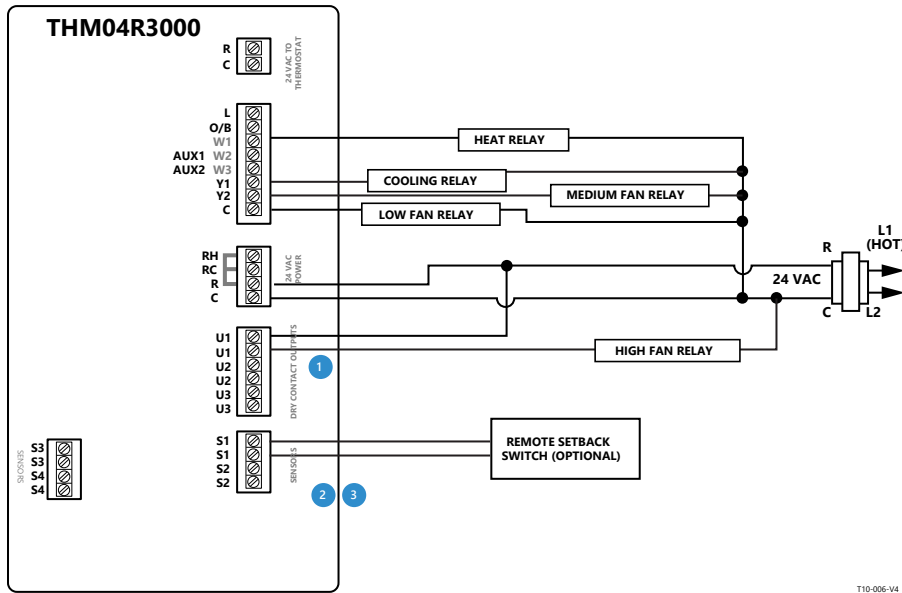 THM04R3000
R
C
24 VAC TO
THERMOSTAT
L
O/B
W1
AUX1 W2
AUX2 W3
Y1
Y2
C
HEAT RELAY
COOLING RELAY
MEDIUM FAN RELAY
LOW FAN RELAY
RH
RC
R
C
24 VAC
POWER
R
L1
(HOT)
24 VAC
C
L2
U1
U1
U2
U2
U3
U3
DRY CONTACT OUTPUTS
1
HIGH FAN RELAY
S1
S1
S2
S2
SENSORS
2 3
REMOTE SETBACK
SWITCH (OPTIONAL)
SENSORS
S3
S3
S4
S4
T10-006-V4